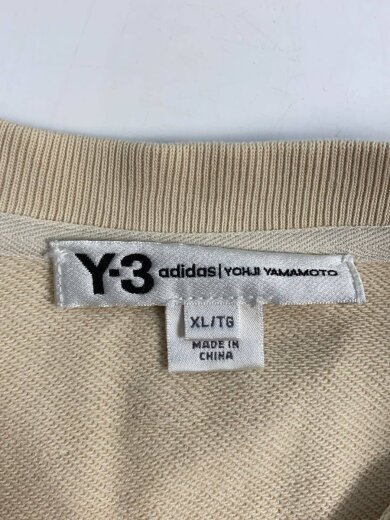 Y-3 adidas | YOHJI YAMAMOTO
XL/TG
MADE IN
CHINA